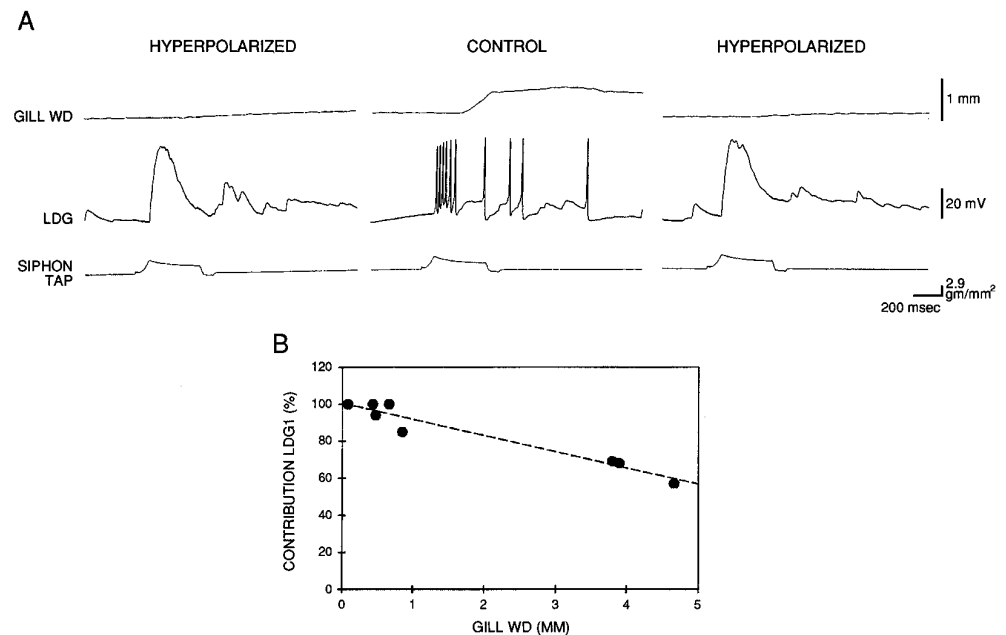 A
HYPERPOLARIZED CONTROL HYPERPOLARIZED
GILL WD
1 mm
LDG
20 mV
SIPHON
TAP
2.9
gm/mm²
200 msec
B
CONTRIBUTION LDG1 (%)
120
100
80
60
40
20
0
0 1 2 3 4 5
GILL WD (MM)